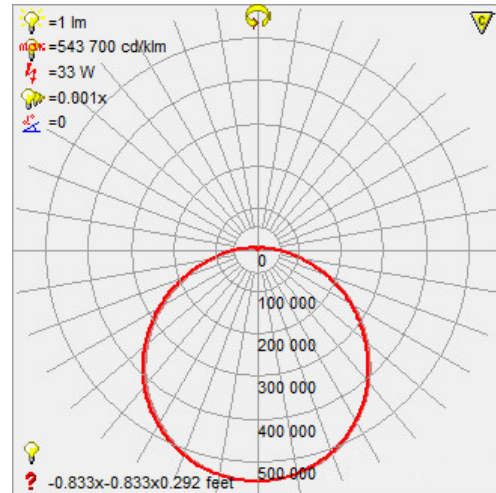 =1 lm
max=543 700 cd/klm
=33 W
=0.001x
=0
C
0
100 000
200 000
300 000
400 000
500 000
? -0.833x-0.833x0.292 feet